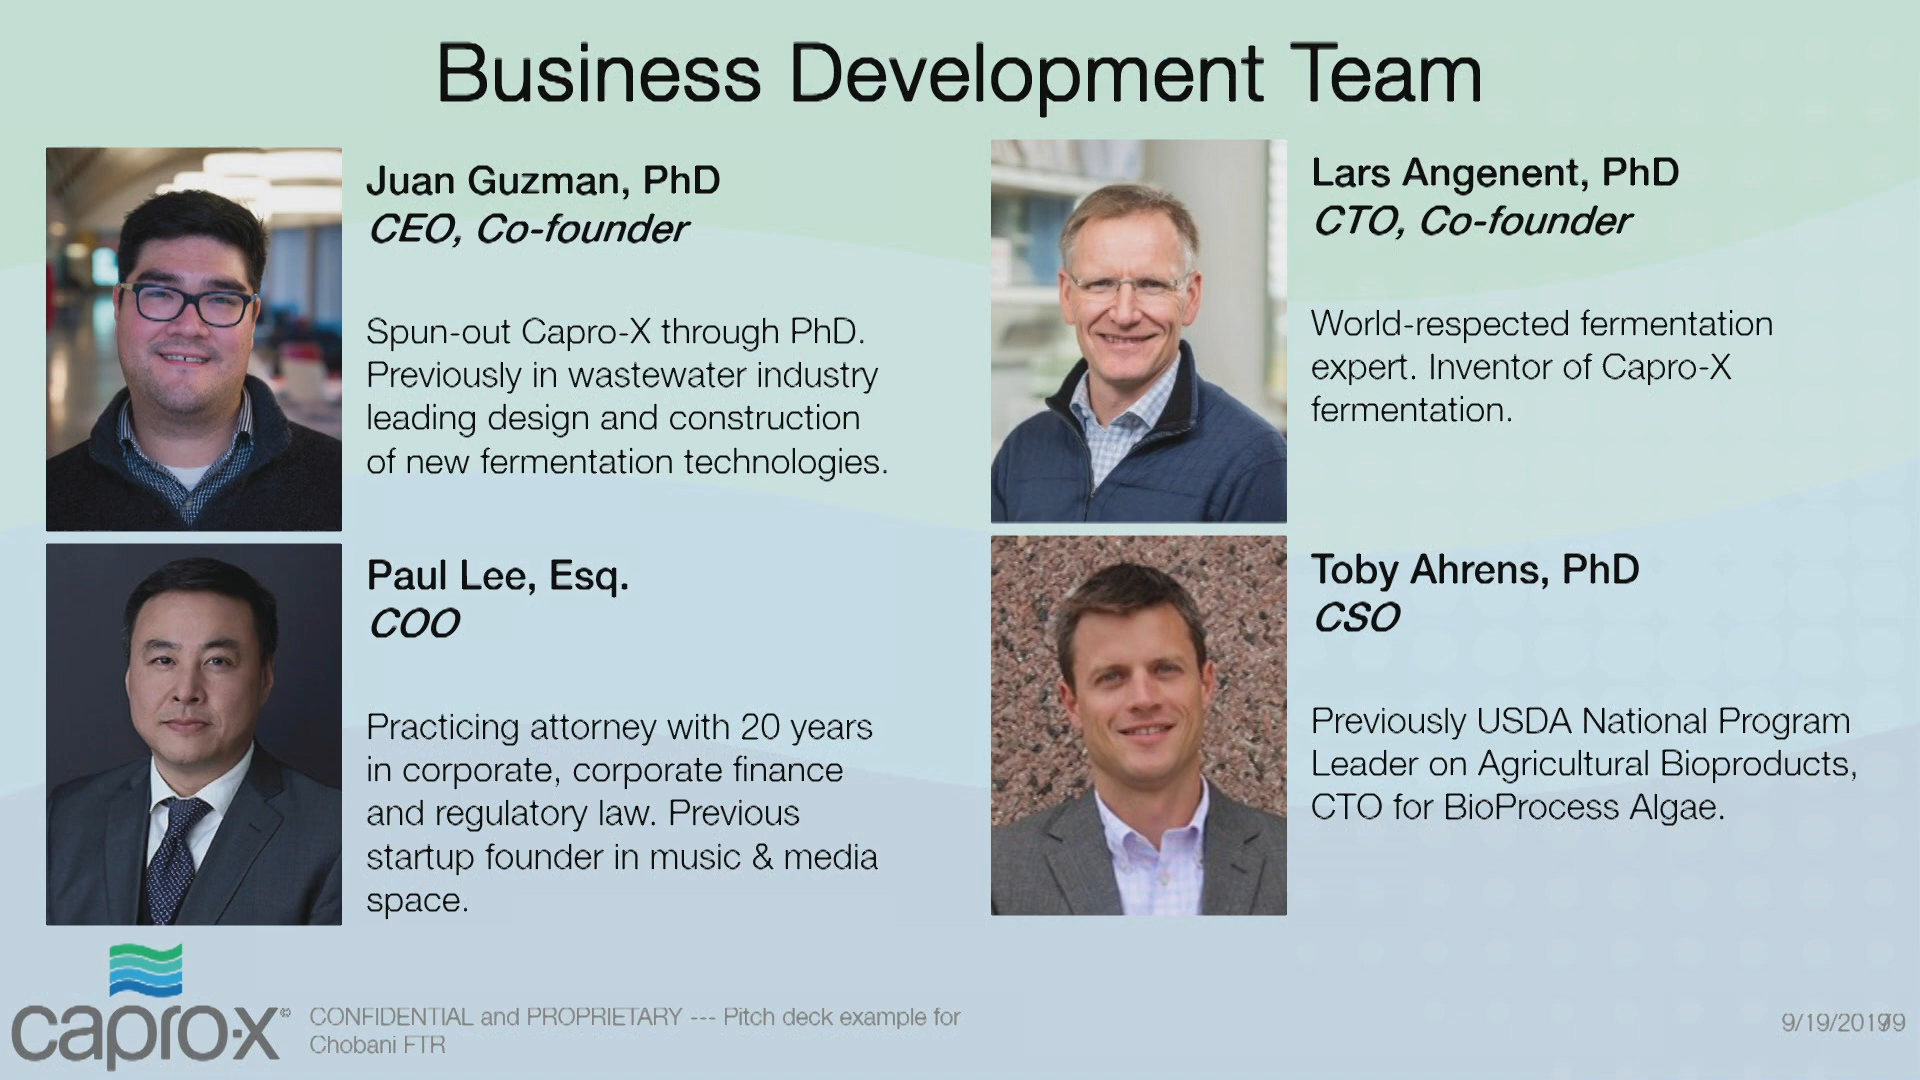 Business Development Team
Juan Guzman, PhD
CEO, Co-founder
Spun-out Capro-X through PhD.
Previously in wastewater industry
leading design and construction
of new fermentation technologies.
Lars Angenent, PhD
CTO, Co-founder
World-respected fermentation
expert. Inventor of Capro-X
fermentation.
Paul Lee, Esq.
COO
Practicing attorney with 20 years
in corporate, corporate finance
and regulatory law. Previous
startup founder in music & media
space.
Toby Ahrens, PhD
CSO
Previously USDA National Program
Leader on Agricultural Bioproducts,
CTO for BioProcess Algae.
capro-x©
CONFIDENTIAL and PROPRIETARY --- Pitch deck example for
Chobani FTR
9/19/2019